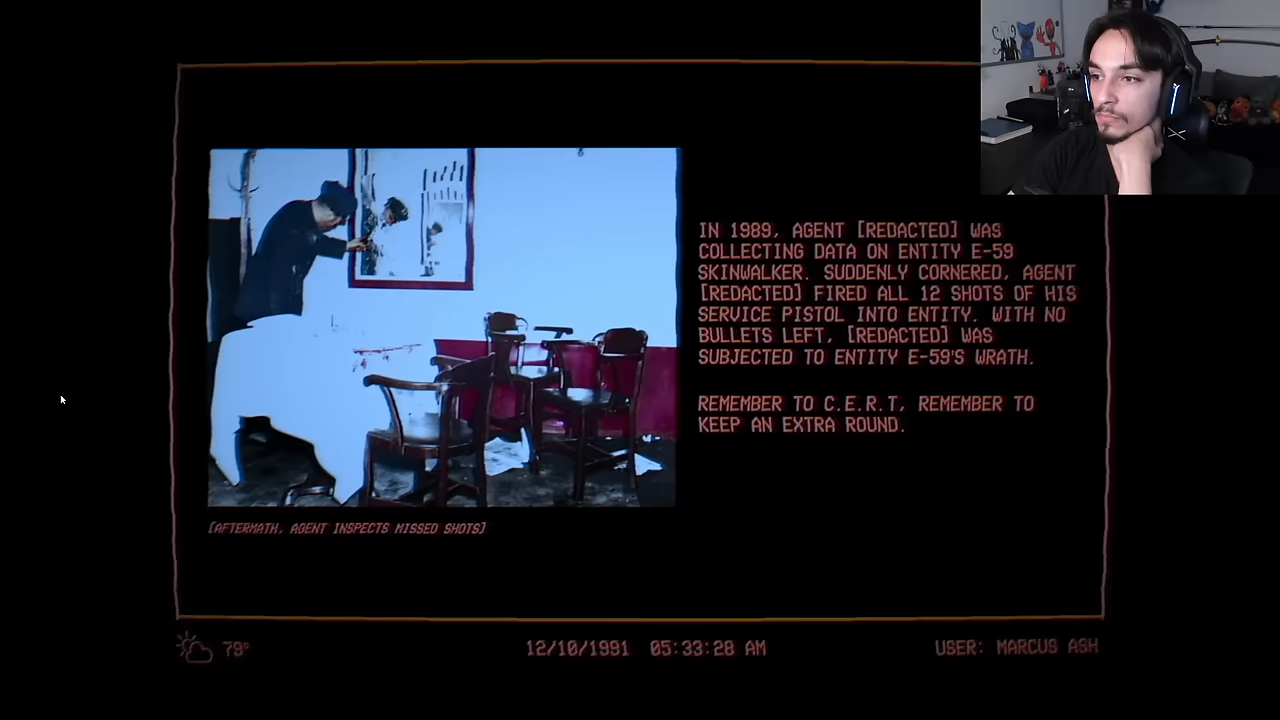 IN 1989, AGENT [REDACTED] WAS
COLLECTING DATA ON ENTITY E-59
SKINWALKER. SUDDENLY CORNERED, AGENT
[REDACTED] FIRED ALL 12 SHOTS OF HIS
SERVICE PISTOL INTO ENTITY. WITH NO
BULLETS LEFT, [REDACTED] WAS
SUBJECTED TO ENTITY E-59'S WRATH.
REMEMBER TO C.E.R.T, REMEMBER TO
KEEP AN EXTRA ROUND.
[AFTERMATH, AGENT INSPECTS MISSED SHOTS]
79°
12/10/1991 05:33:28 AM
USER: MARCUS ASH